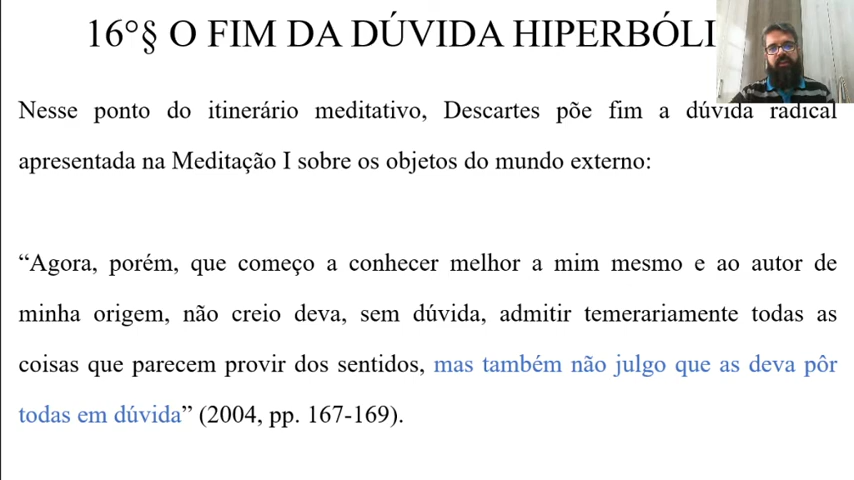 16°§ O FIM DA DÚVIDA HIPERBÓLI
Nesse ponto do itinerário meditativo, Descartes põe fim a dúvida radical
apresentada na Meditação I sobre os objetos do mundo externo:
“Agora, porém, que começo a conhecer melhor a mim mesmo e ao autor de
minha origem, não creio deva, sem dúvida, admitir temerariamente todas as
coisas que parecem provir dos sentidos, mas também não julgo que as deva pôr
todas em dúvida” (2004, pp. 167-169).